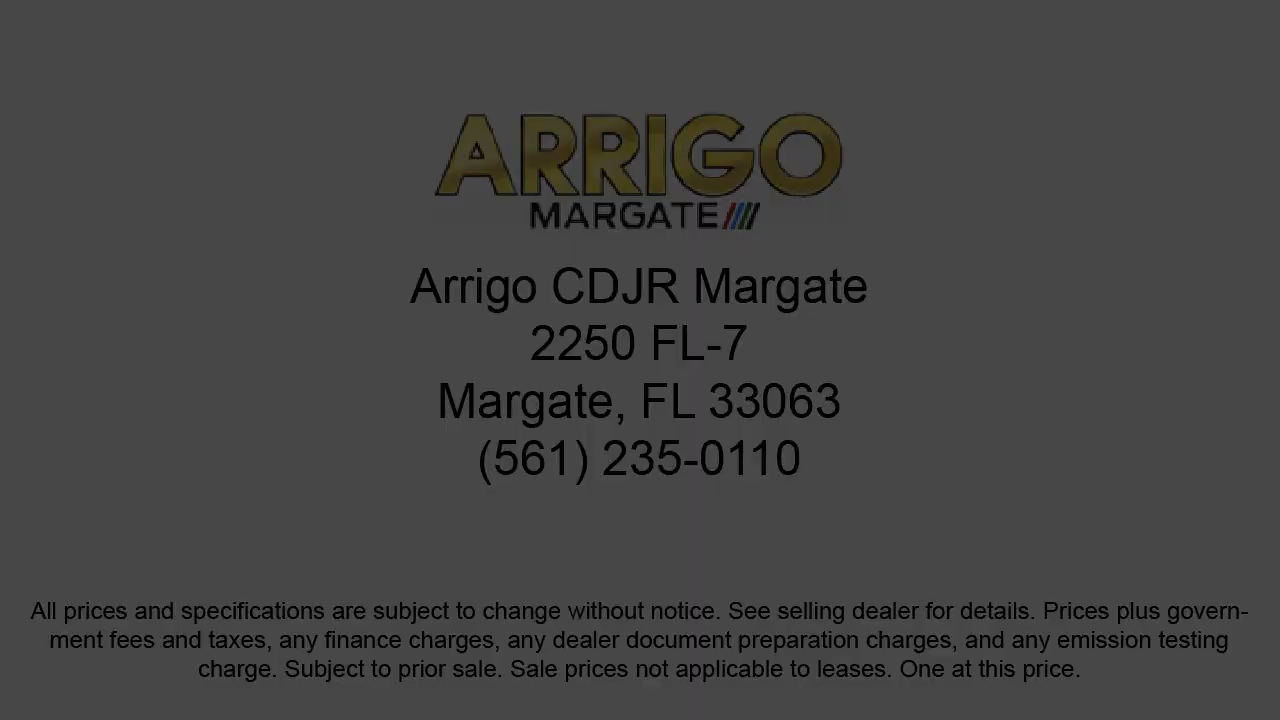 ARRIGO
MARGATE
Arrigo CDJR Margate
2250 FL-7
Margate, FL 33063
(561) 235-0110
All prices and specifications are subject to change without notice. See selling dealer for details. Prices plus govern-
ment fees and taxes, any finance charges, any dealer document preparation charges, and any emission testing
charge. Subject to prior sale. Sale prices not applicable to leases. One at this price.